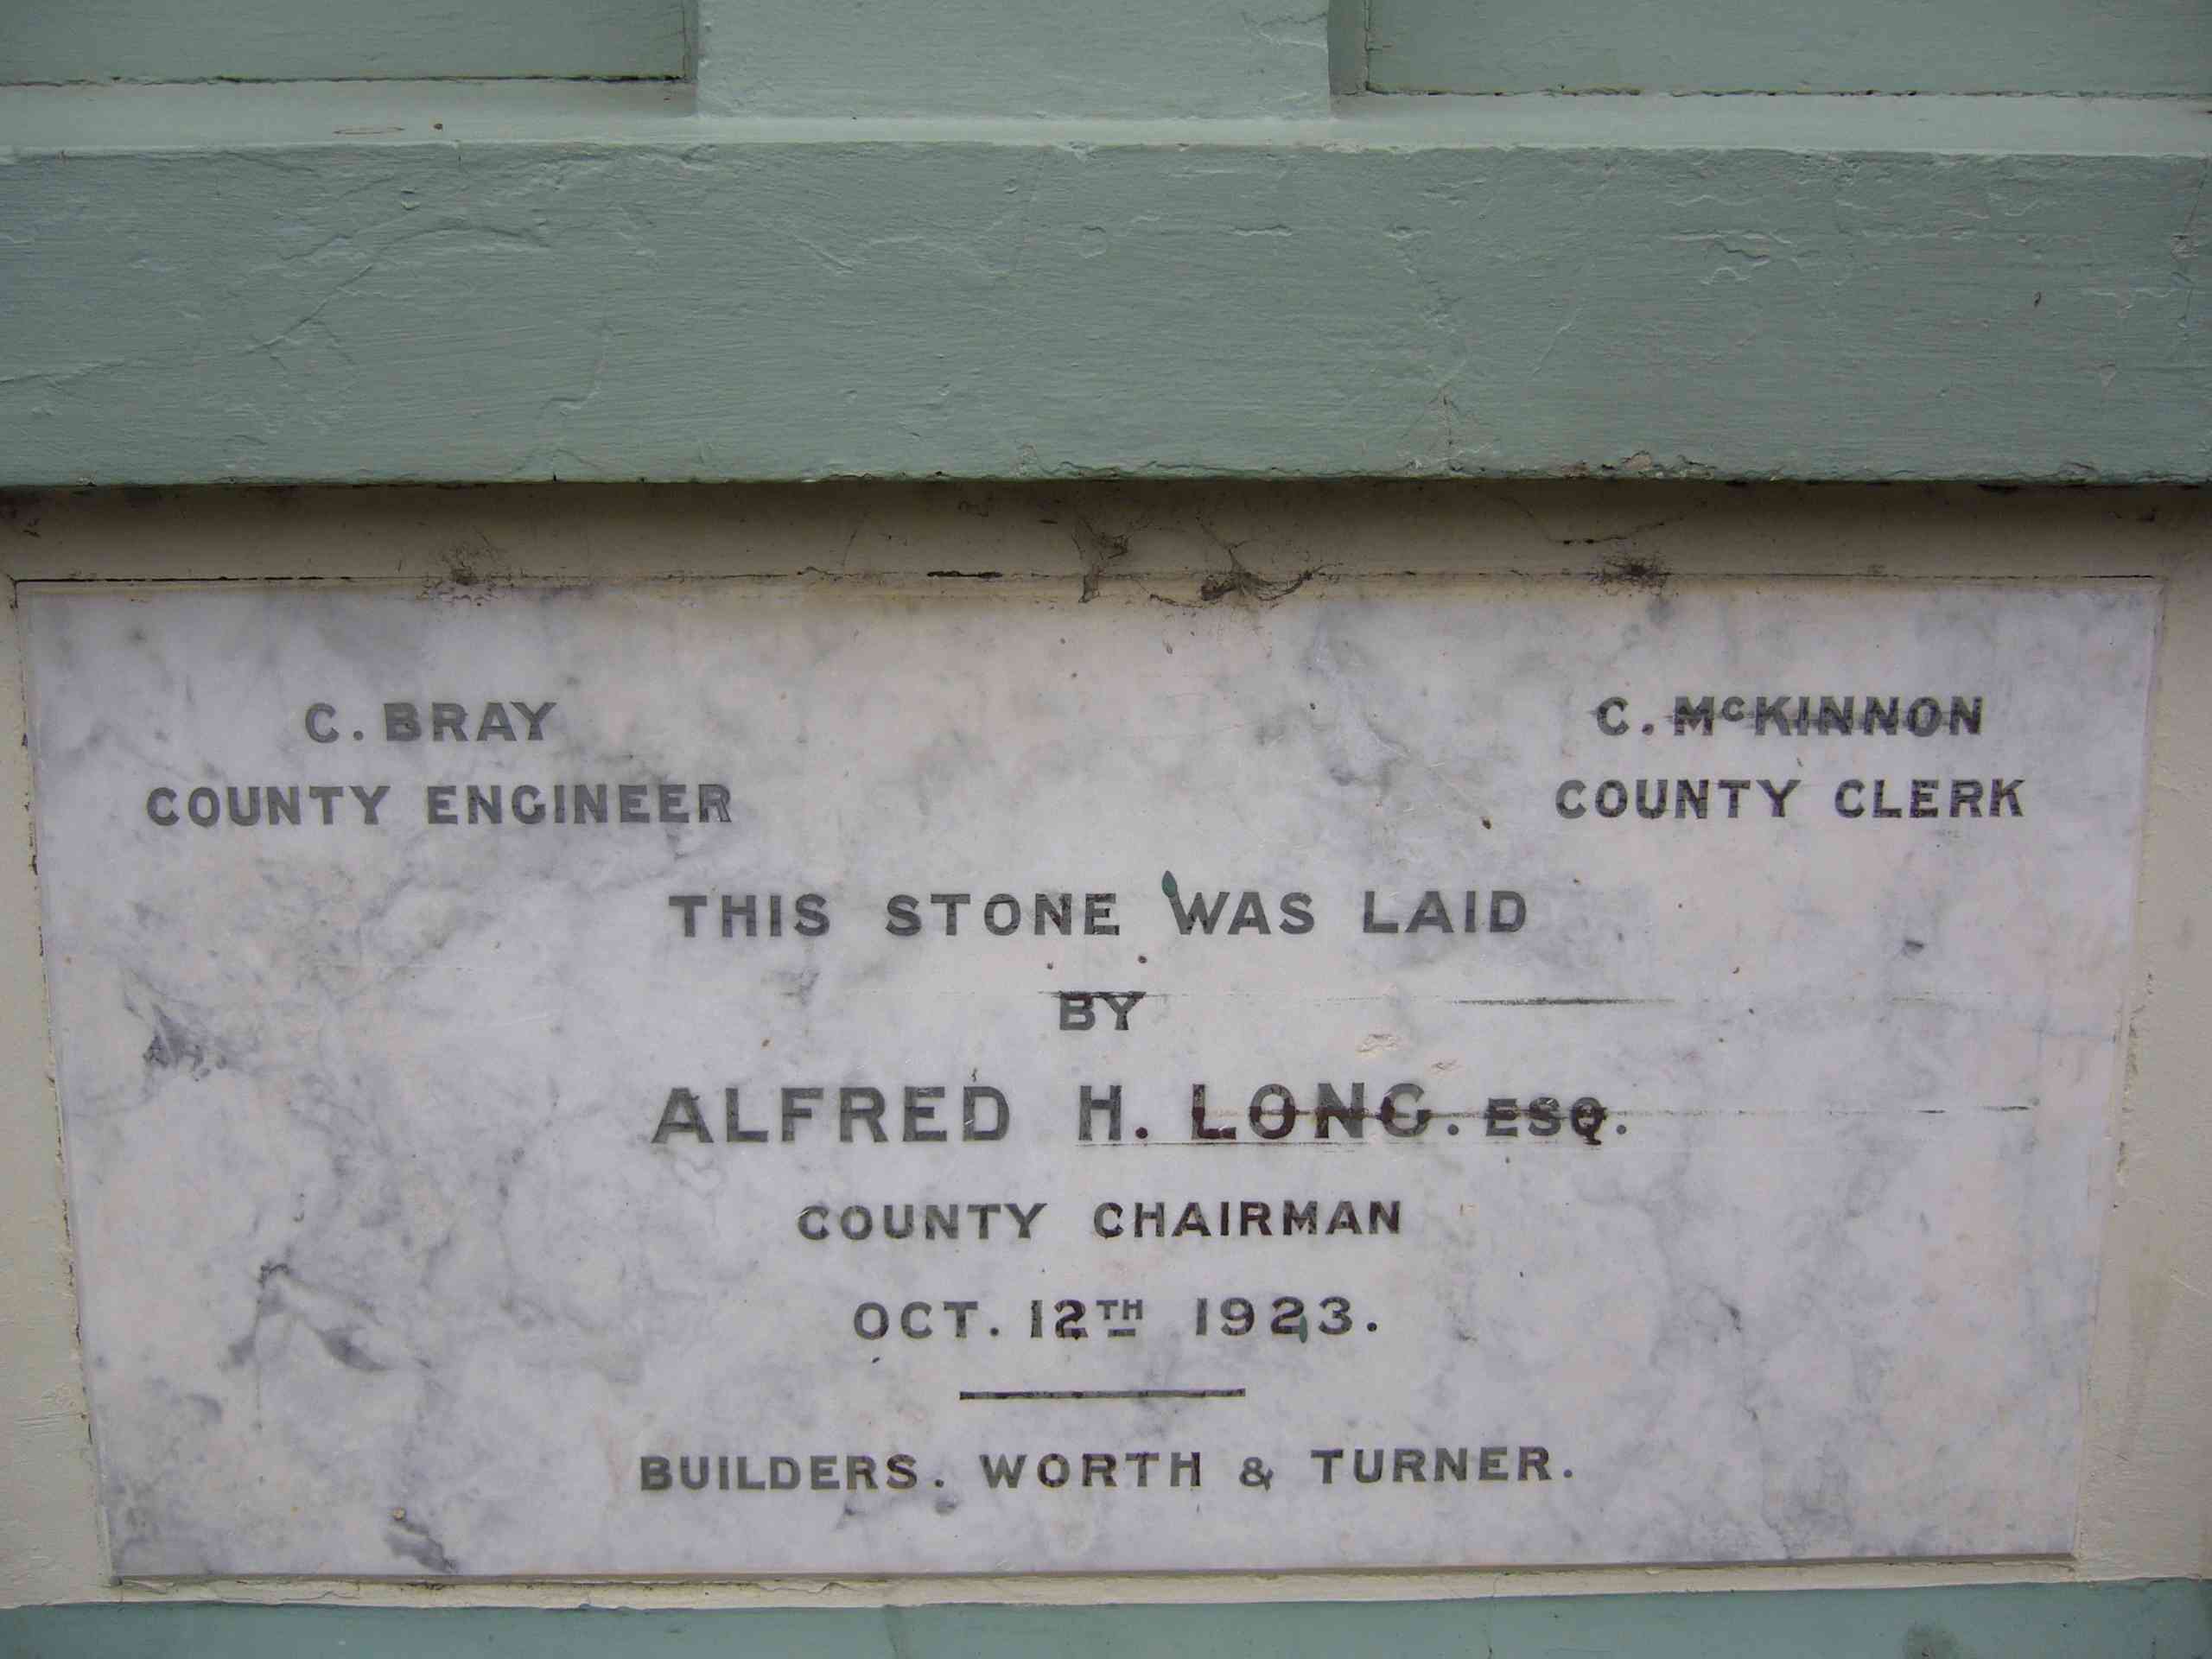 C. BRAY
COUNTY ENGINEER
C. McKINNON
COUNTY CLERK
THIS STONE WAS LAID
BY
ALFRED H. LONG. ESQ.
COUNTY CHAIRMAN
OCT. 12TH 1923.
BUILDERS. WORTH & TURNER.